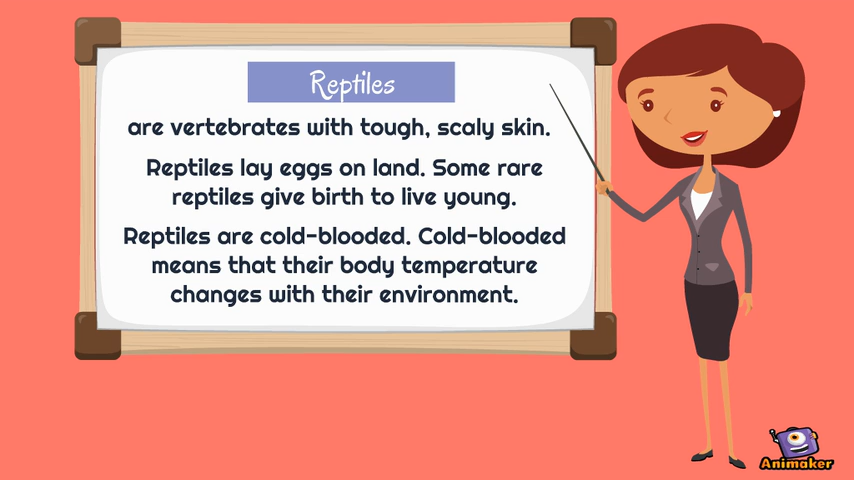 Reptiles
are vertebrates with tough, scaly skin.
Reptiles lay eggs on land. Some rare
reptiles give birth to live young.
Reptiles are cold-blooded. Cold-blooded
means that their body temperature
changes with their environment.
Animaker